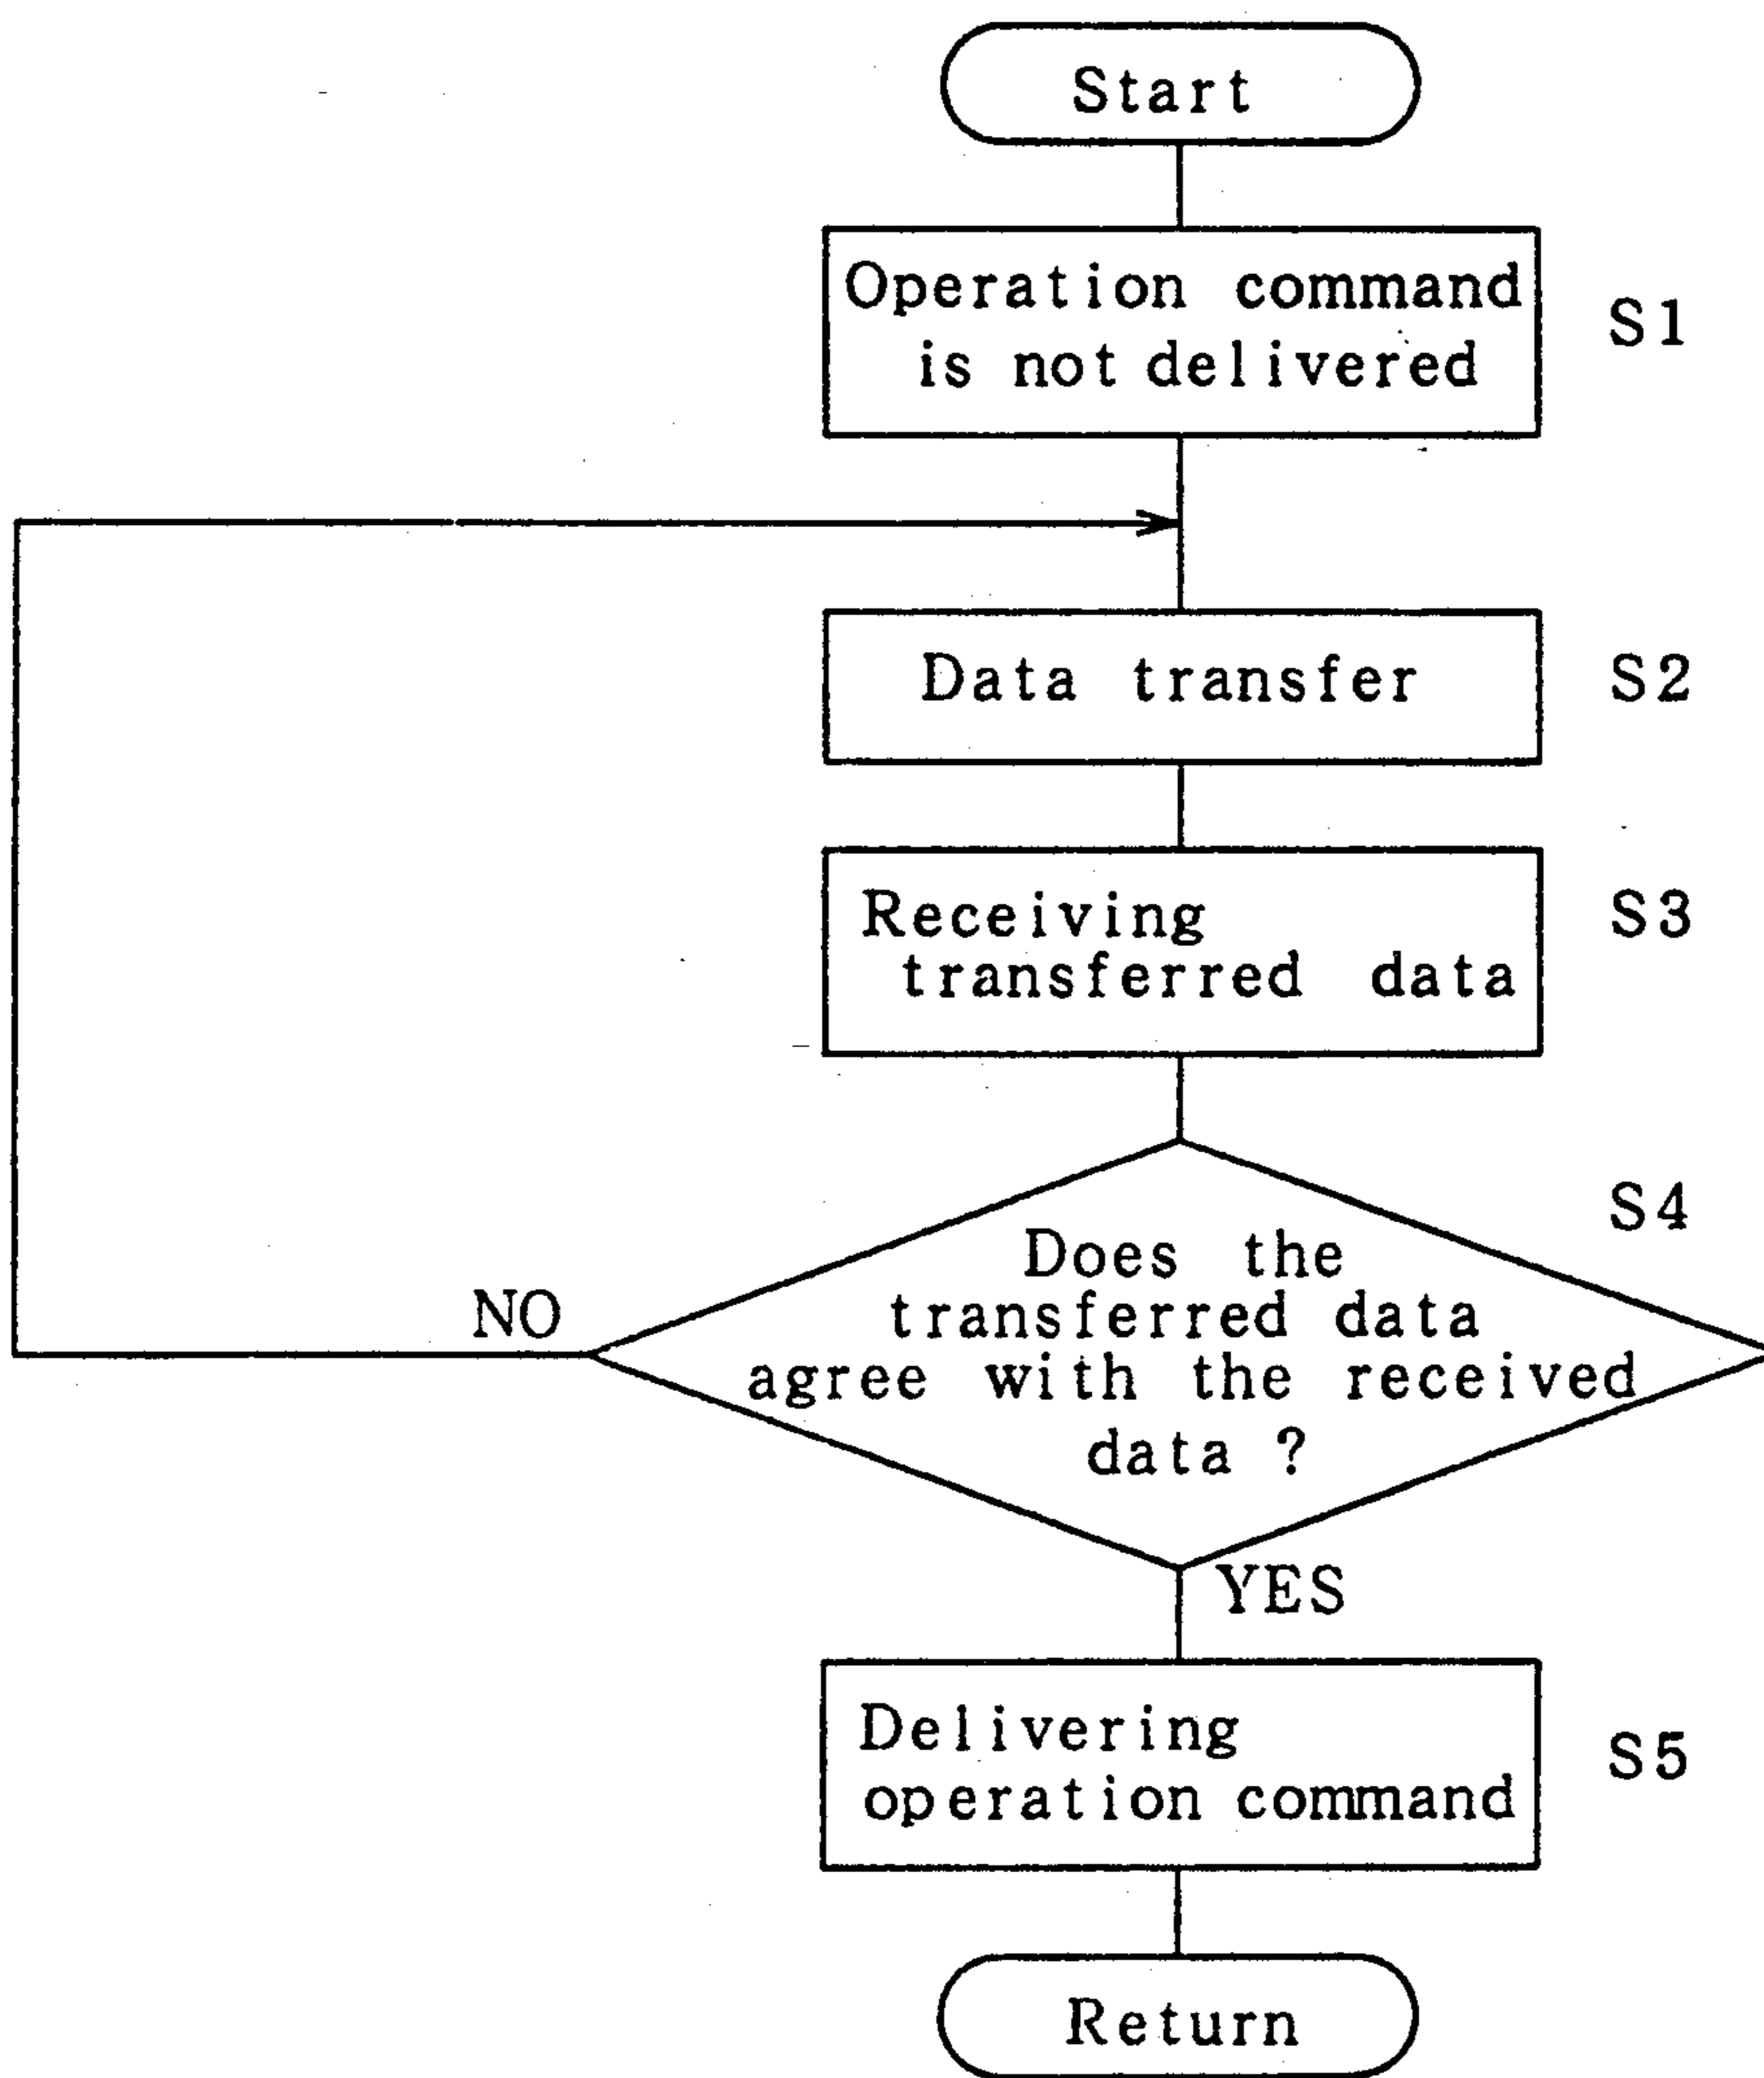 Start
Operation command
is not delivered
S1
Data transfer
S2
Receiving
transferred data
S3
S4
Does the
transferred data
agree with the received
data ?
NO
YES
Delivering
operation command
S5
Return